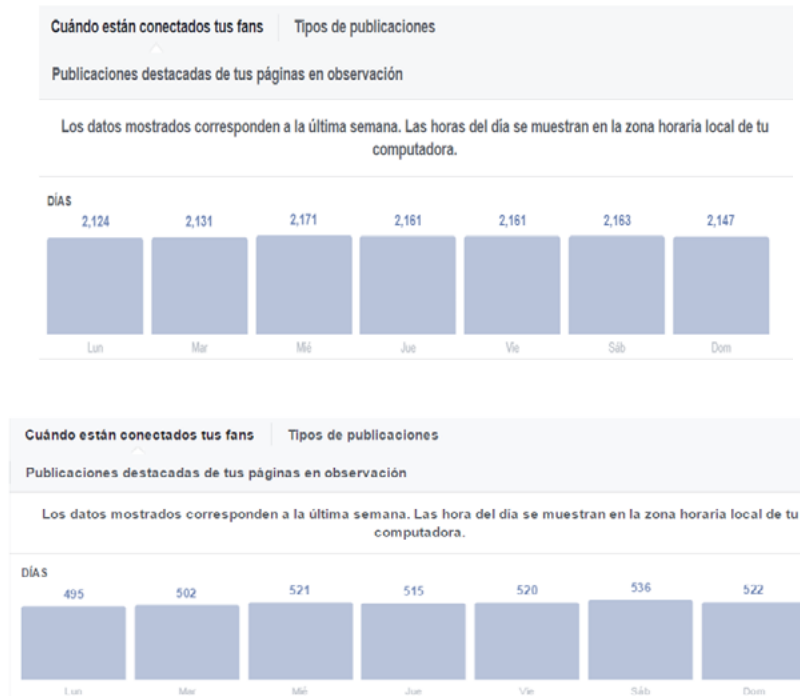 Cuándo están conectados tus fans Tipos de publicaciones
Publicaciones destacadas de tus páginas en observación
Los datos mostrados corresponden a la última semana. Las horas del día se muestran en la zona horaria local de tu
computadora.
DÍAS
2,124 2,131 2,171 2,161 2,161 2,163 2,147
Lun Mar Mié Jue Vie Sáb Dom
Cuándo están conectados tus fans Tipos de publicaciones
Publicaciones destacadas de tus páginas en observación
Los datos mostrados corresponden a la última semana. Las hora del día se muestran en la zona horaria local de tu
computadora.
DÍAS
495 502 521 515 520 536 522
Lun Mar Mié Jue Vie Sáb Dom